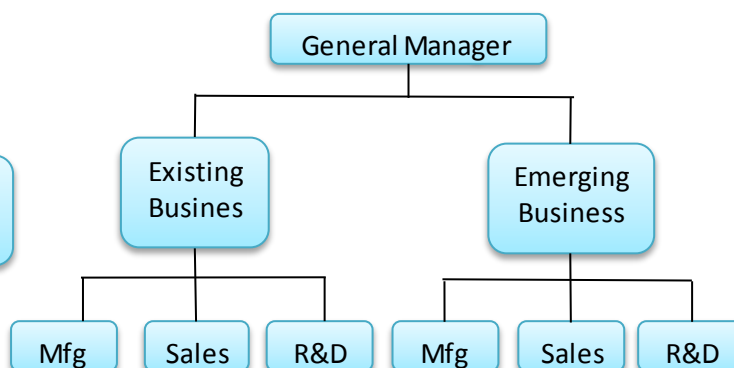 General Manager
Existing
Busines
Emerging
Business
Mfg
Sales
R&D
Mfg
Sales
R&D